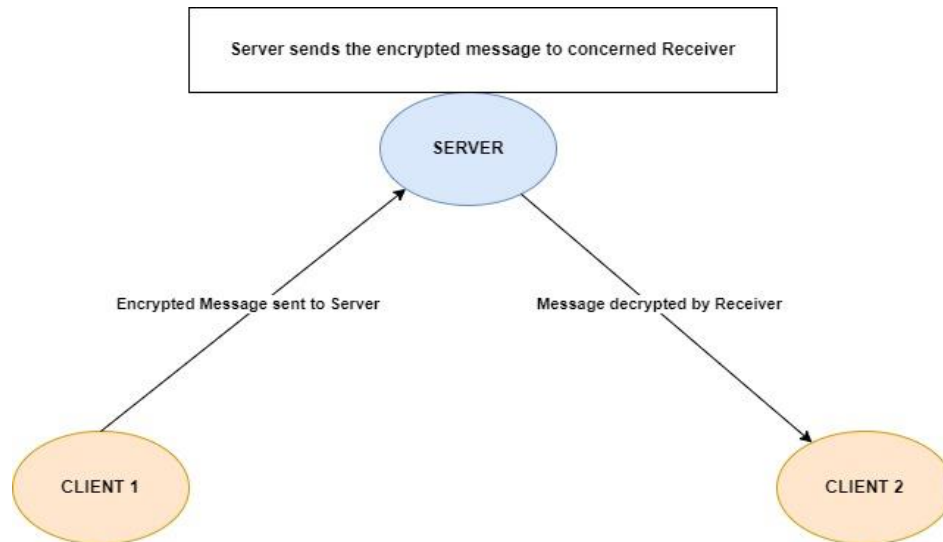 Server sends the encrypted message to concerned Receiver
SERVER
Encrypted Message sent to Server
Message decrypted by Receiver
CLIENT 1
CLIENT 2